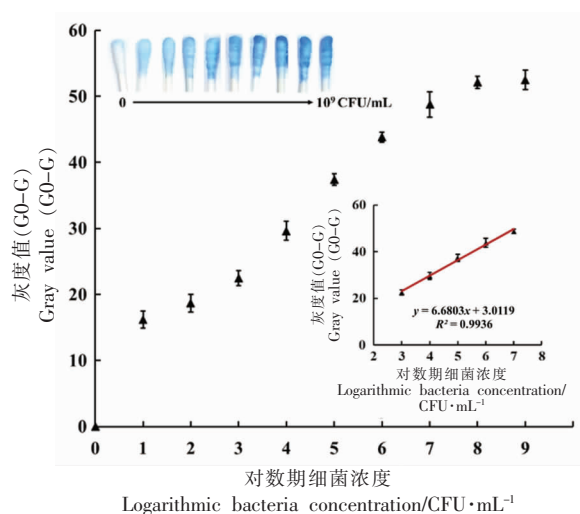 60
50
40
30
20
10
0
灰度值(G0-G)
Gray value (G0-G)
0
10⁹ CFU/mL
60
40
20
0
灰度值(G0-G)
Gray value (G0-G)
y = 6.6803x + 3.0119
R² = 0.9936
2 3 4 5 6 7 8
对数期细菌浓度
Logarithmic bacteria concentration/
CFU·mL⁻¹
0 1 2 3 4 5 6 7 8 9
对数期细菌浓度
Logarithmic bacteria concentration/CFU·mL⁻¹